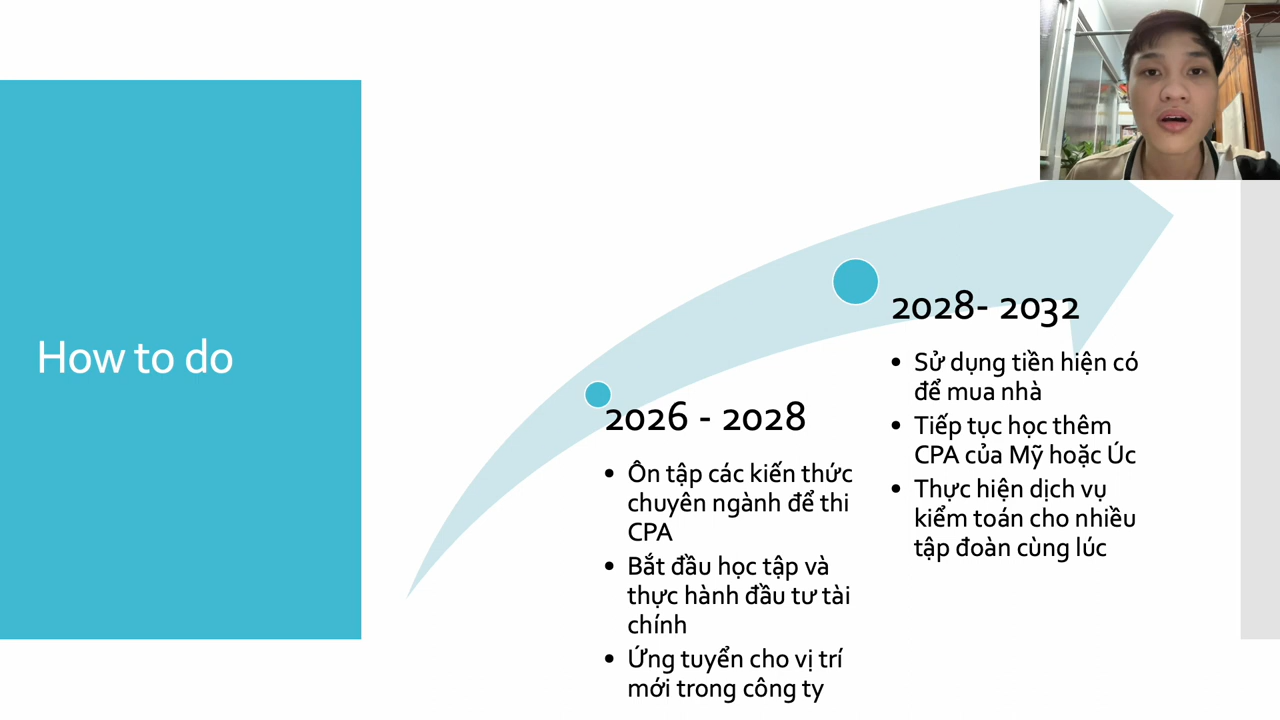 How to do
2026 - 2028
• Ôn tập các kiến thức
chuyên ngành để thi
CPA
• Bắt đầu học tập và
thực hành đầu tư tài
chính
• Ứng tuyển cho vị trí
mới trong công ty
2028- 2032
• Sử dụng tiền hiện có
để mua nhà
• Tiếp tục học thêm
CPA của Mỹ hoặc Úc
• Thực hiện dịch vụ
kiểm toán cho nhiều
tập đoàn cùng lúc